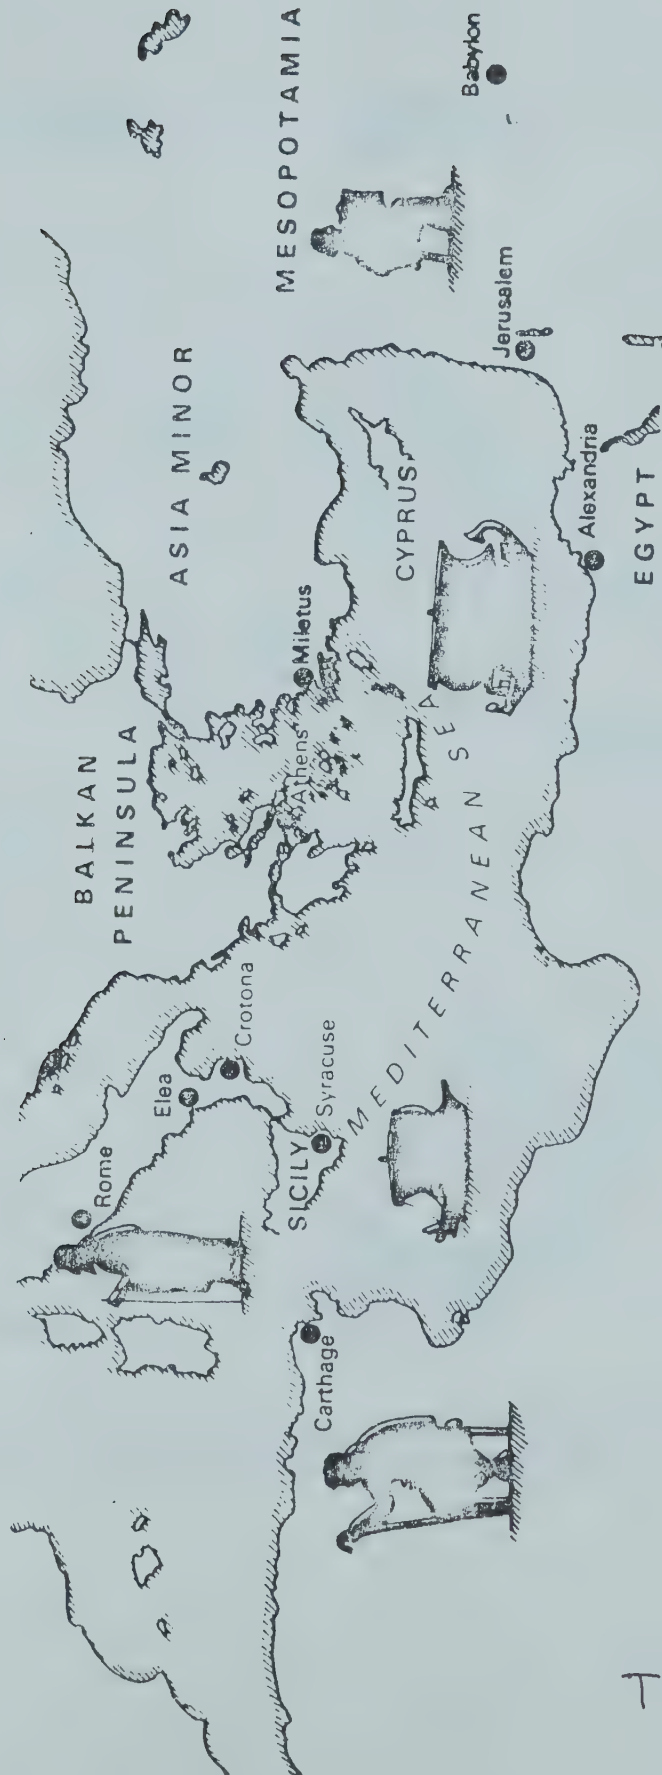 BALKAN
PENINSULA
ASIA MINOR
MESOPOTAMIA
Rome
Elea
Crotona
SICILY
Syracuse
Carthage
Athens
Miletus
CYPRUS
MEDITERRANEAN SEA
Babylon
Jerusalem
Alexandria
EGYPT
T